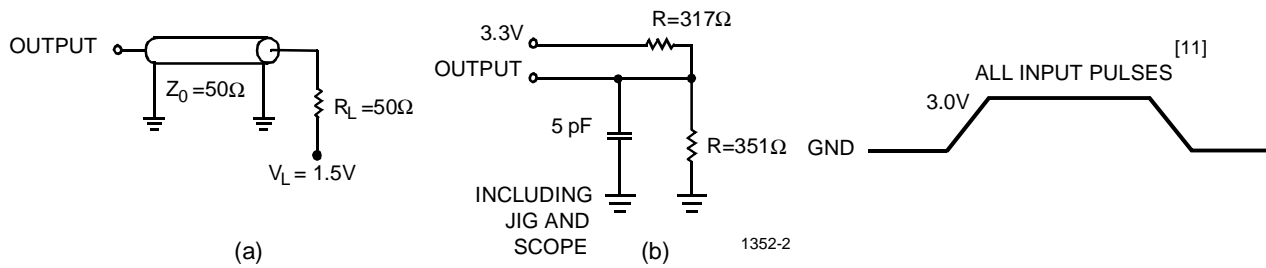 OUTPUT
Z0 =50Ω
RL =50Ω
VL = 1.5V
(a)
R=317Ω
3.3V
OUTPUT
5 pF
R=351Ω
INCLUDING
JIG AND
SCOPE
(b)
1352-2
ALL INPUT PULSES [11]
3.0V
GND